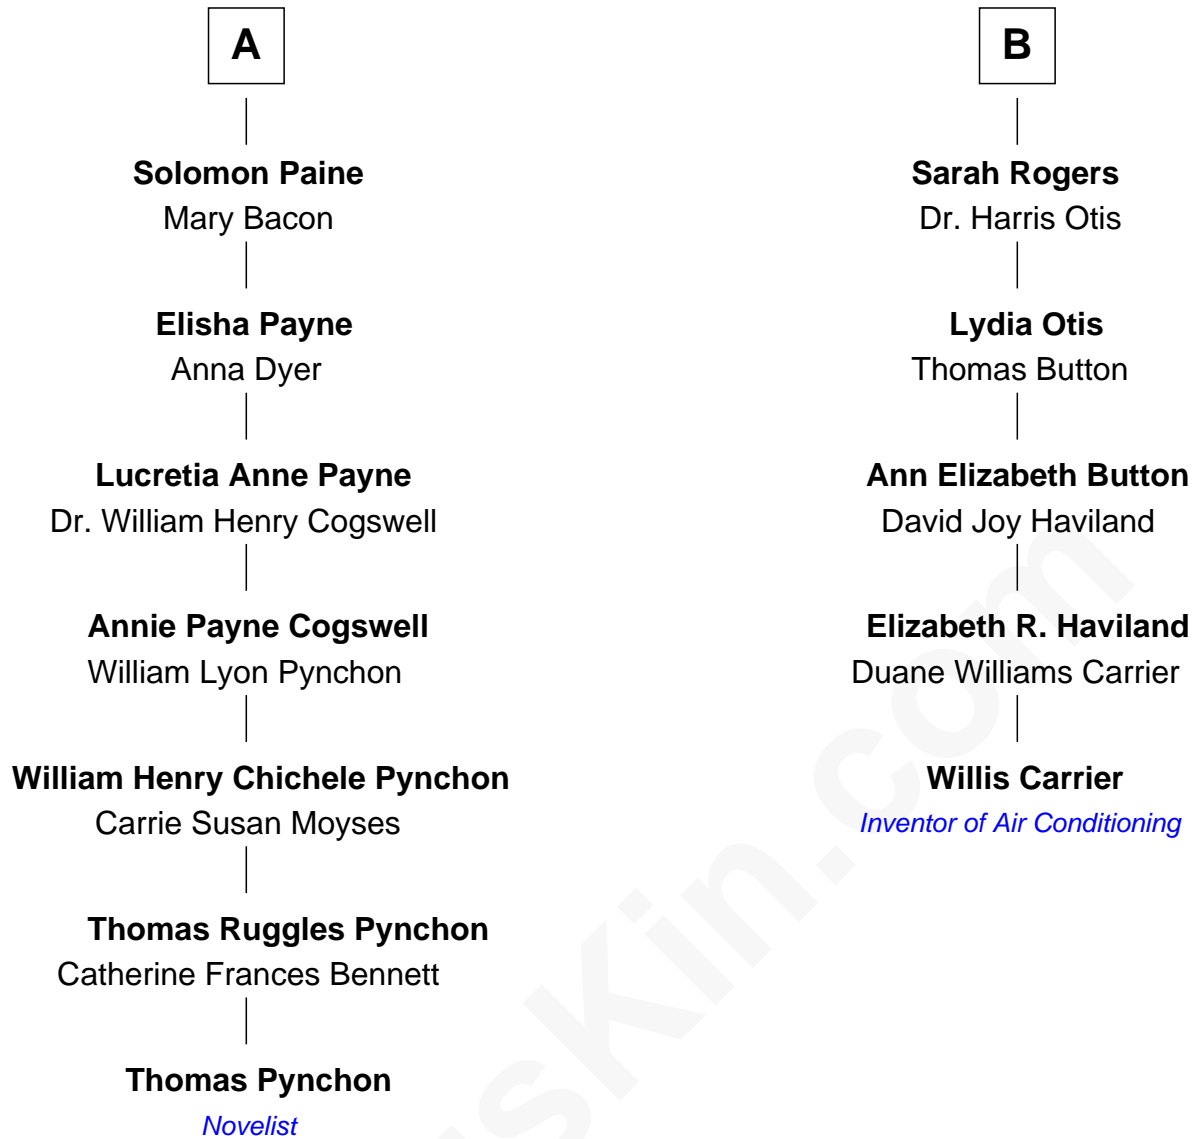 A
Solomon Paine
Mary Bacon
Elisha Payne
Anna Dyer
Lucretia Anne Payne
Dr. William Henry Cogswell
Annie Payne Cogswell
William Lyon Pynchon
William Henry Chichele Pynchon
Carrie Susan Moyses
Thomas Ruggles Pynchon
Catherine Frances Bennett
Thomas Pynchon
Novelist
B
Sarah Rogers
Dr. Harris Otis
Lydia Otis
Thomas Button
Ann Elizabeth Button
David Joy Haviland
Elizabeth R. Haviland
Duane Williams Carrier
Willis Carrier
Inventor of Air Conditioning
sKin.com